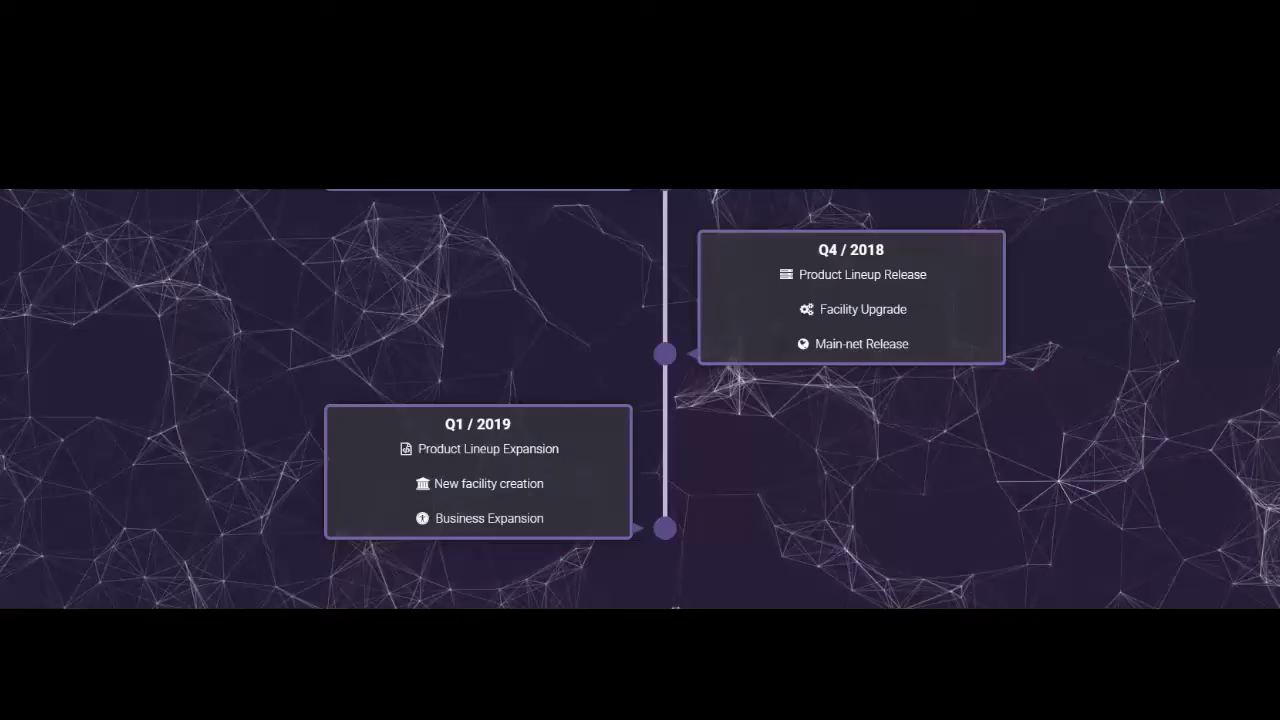 Q4 / 2018
Product Lineup Release
Facility Upgrade
Main-net Release
Q1 / 2019
Product Lineup Expansion
New facility creation
Business Expansion